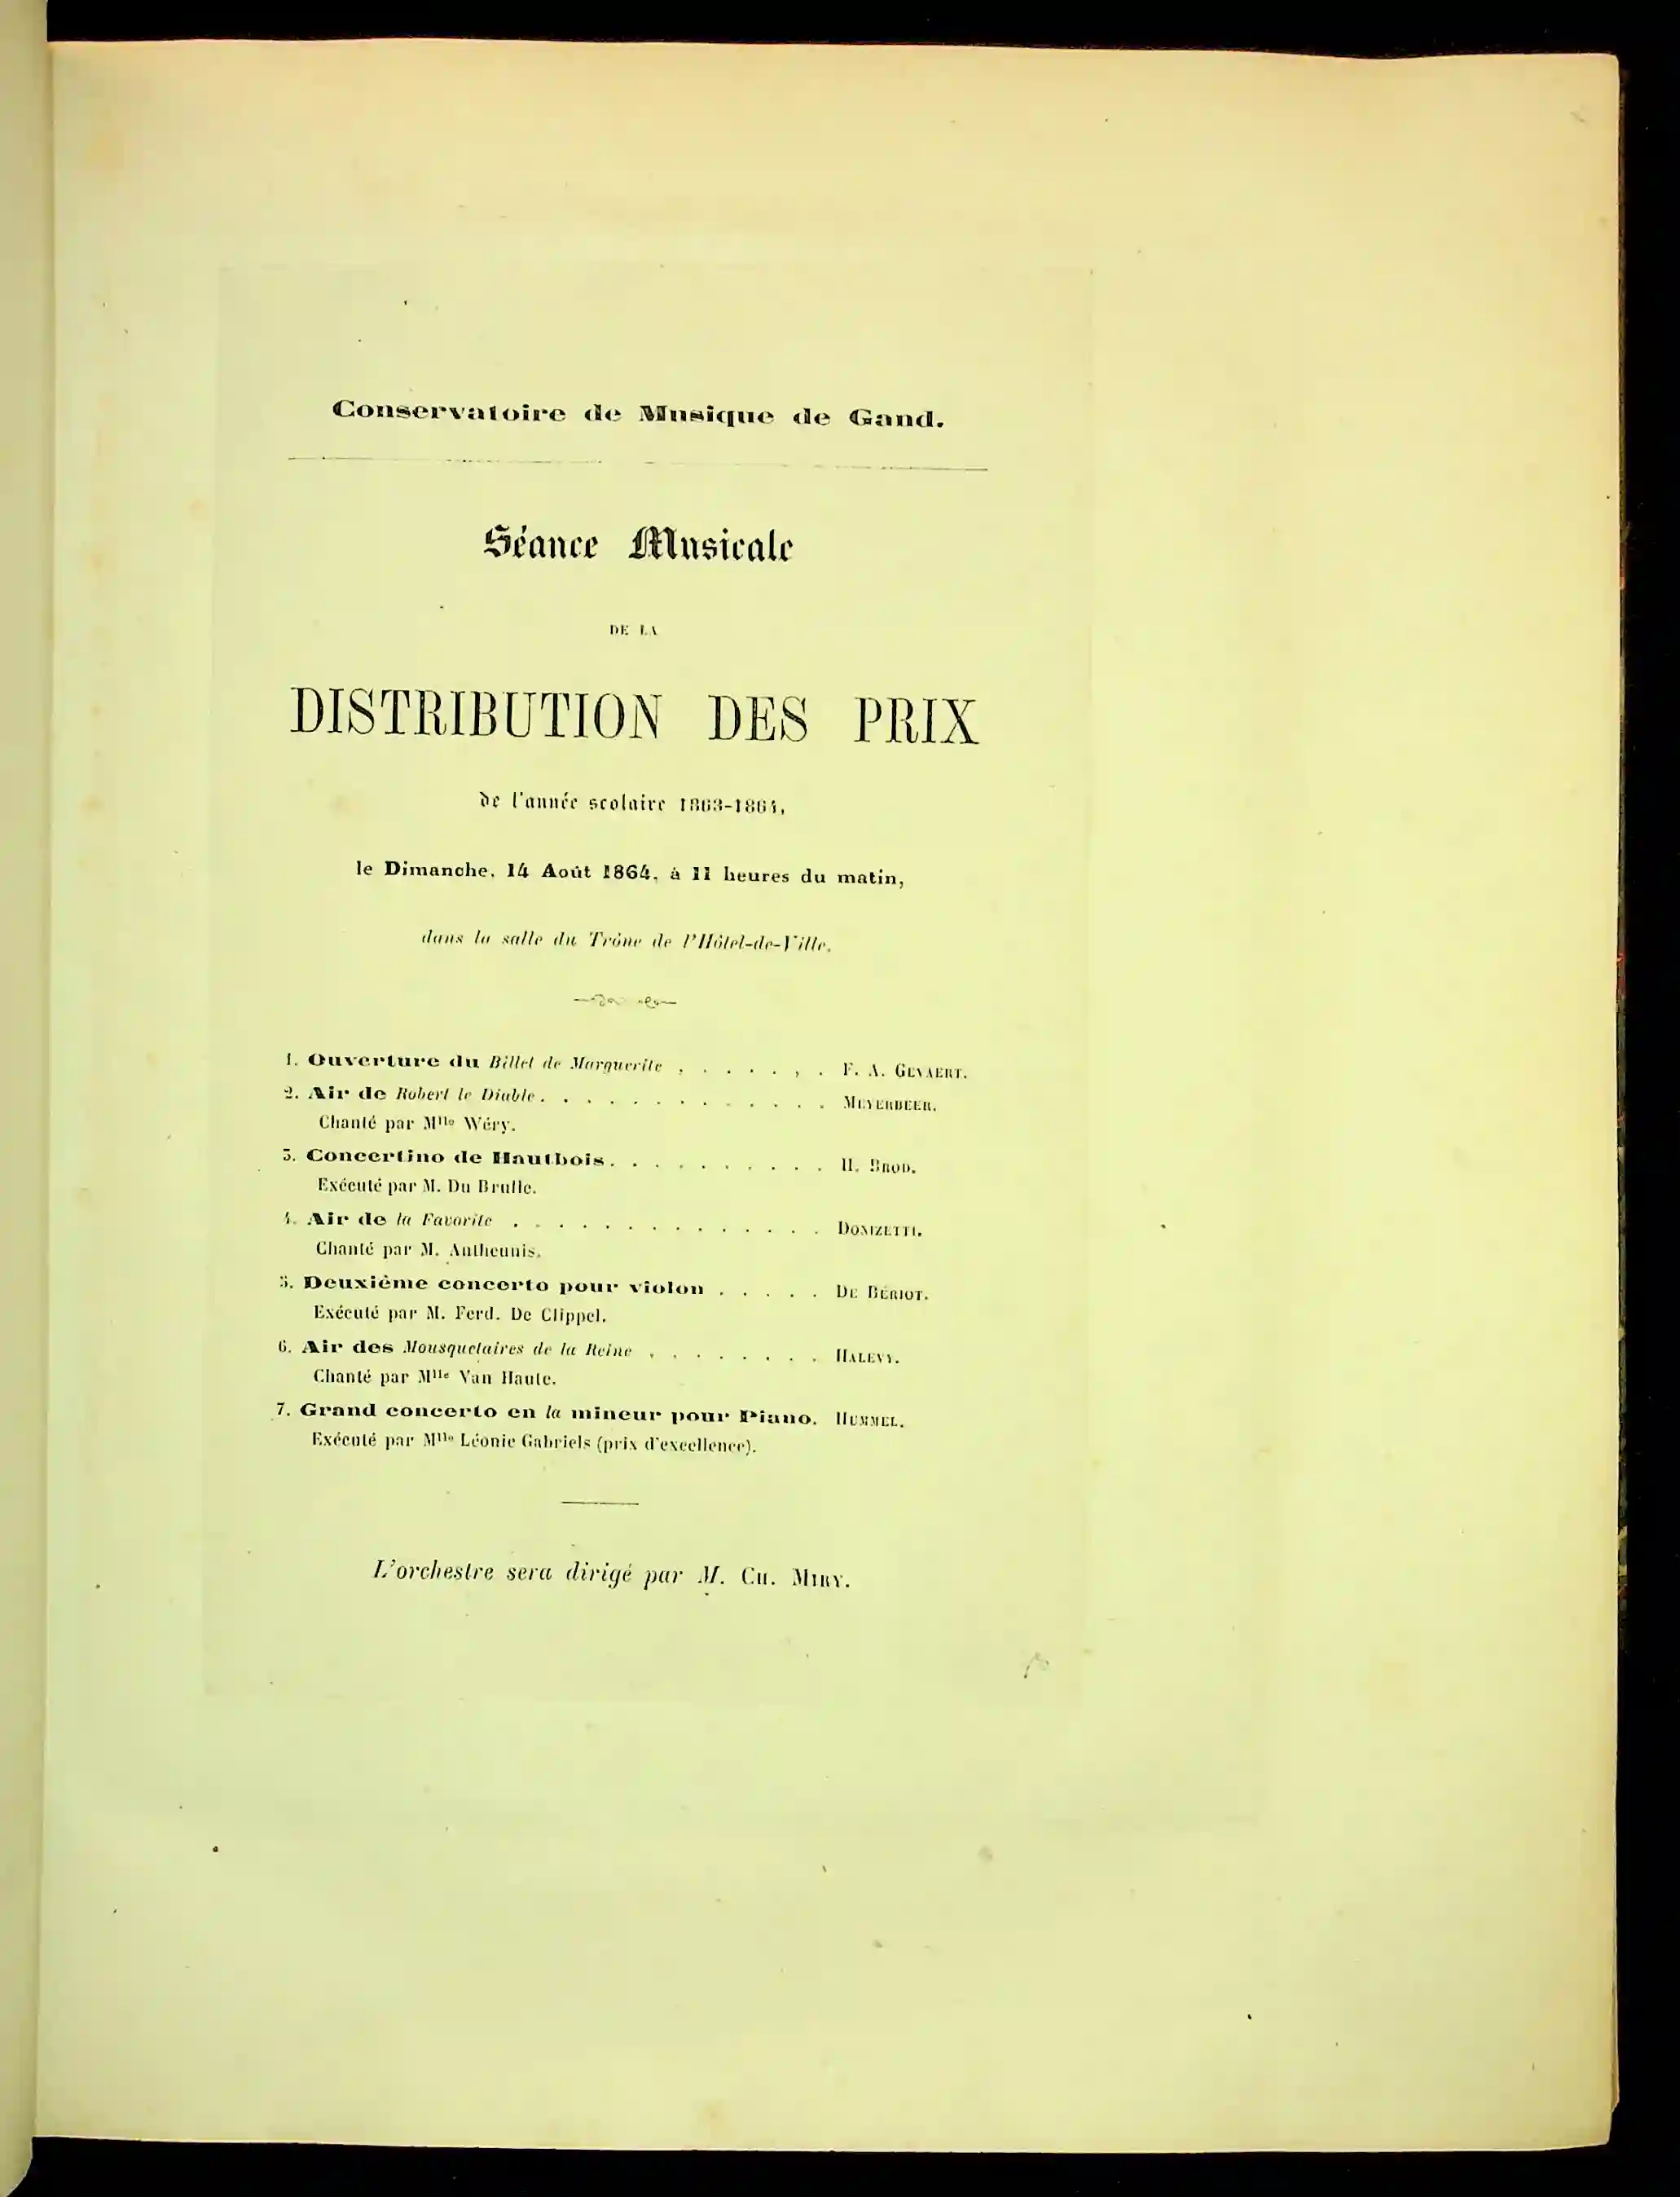 Conservatoire de Musique de Gand.
Séance Musicale
DE LA
DISTRIBUTION DES PRIX
de l'année scolaire 1863-1864,
le Dimanche, 14 Août 1864, à 11 heures du matin,
dans la salle du Trône de l'Hôtel-de-Ville.
1. Ouverture du Billet de Marguerite . . . . . , . F. A. GEVAERT.
2. Air de Robert le Diable . . . . . . . . . . . . . MEYERBEER.
Chanté par Mlle Wéry.
3. Concertino de Hautbois . . . . . . . . . . H. BROD.
Exécuté par M. Du Brulle.
4. Air de la Favorite . . . . . . . . . . . . . . DONIZETTI.
Chanté par M. Antheunis.
5. Deuxième concerto pour violon . . . . . DE BÉRIOT.
Exécuté par M. Ferd. De Clippel.
6. Air des Mousquetaires de la Reine . . . . . . . . HALEVY.
Chanté par Mlle Van Haute.
7. Grand concerto en la mineur pour Piano. HUMMEL.
Exécuté par Mlle Léonie Gabriels (prix d'excellence).
L'orchestre sera dirigé par M. CH. MIRY.